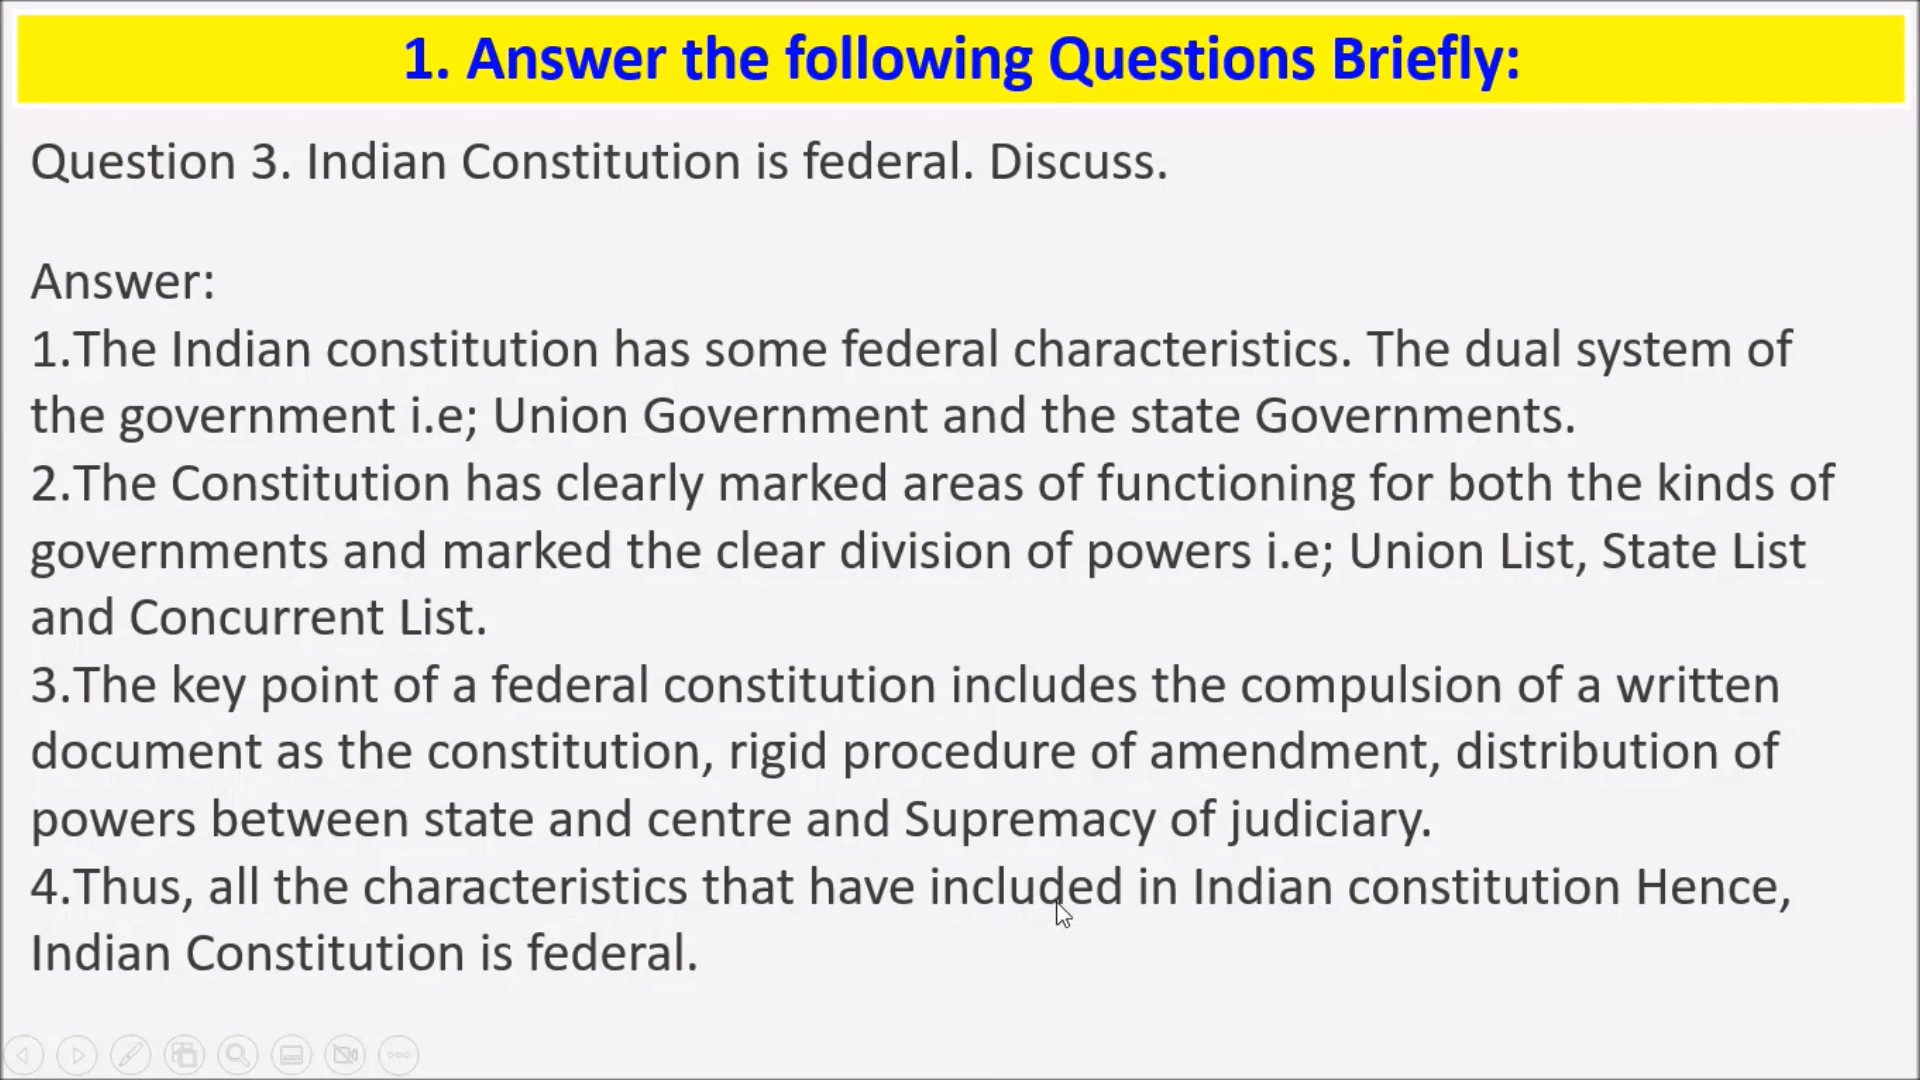 1. Answer the following Questions Briefly:
Question 3. Indian Constitution is federal. Discuss.
Answer:
1.The Indian constitution has some federal characteristics. The dual system of
the government i.e; Union Government and the state Governments.
2.The Constitution has clearly marked areas of functioning for both the kinds of
governments and marked the clear division of powers i.e; Union List, State List
and Concurrent List.
3.The key point of a federal constitution includes the compulsion of a written
document as the constitution, rigid procedure of amendment, distribution of
powers between state and centre and Supremacy of judiciary.
4.Thus, all the characteristics that have included in Indian constitution Hence,
Indian Constitution is federal.